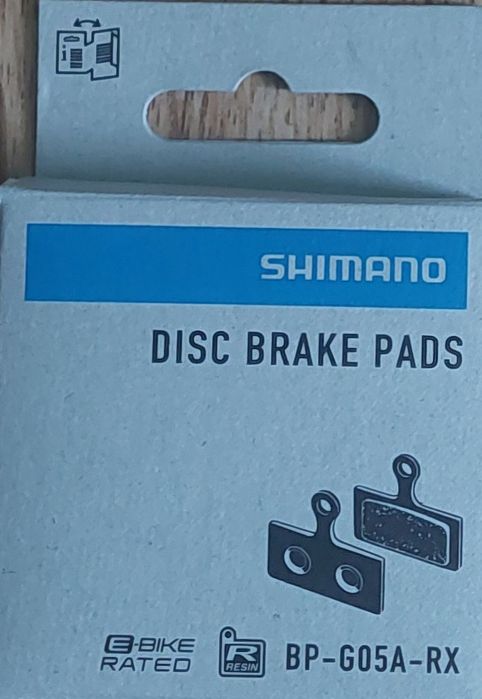 SHIMANO
DISC BRAKE PADS
E-BIKE
RATED
R
RESIN
BP-G05A-RX